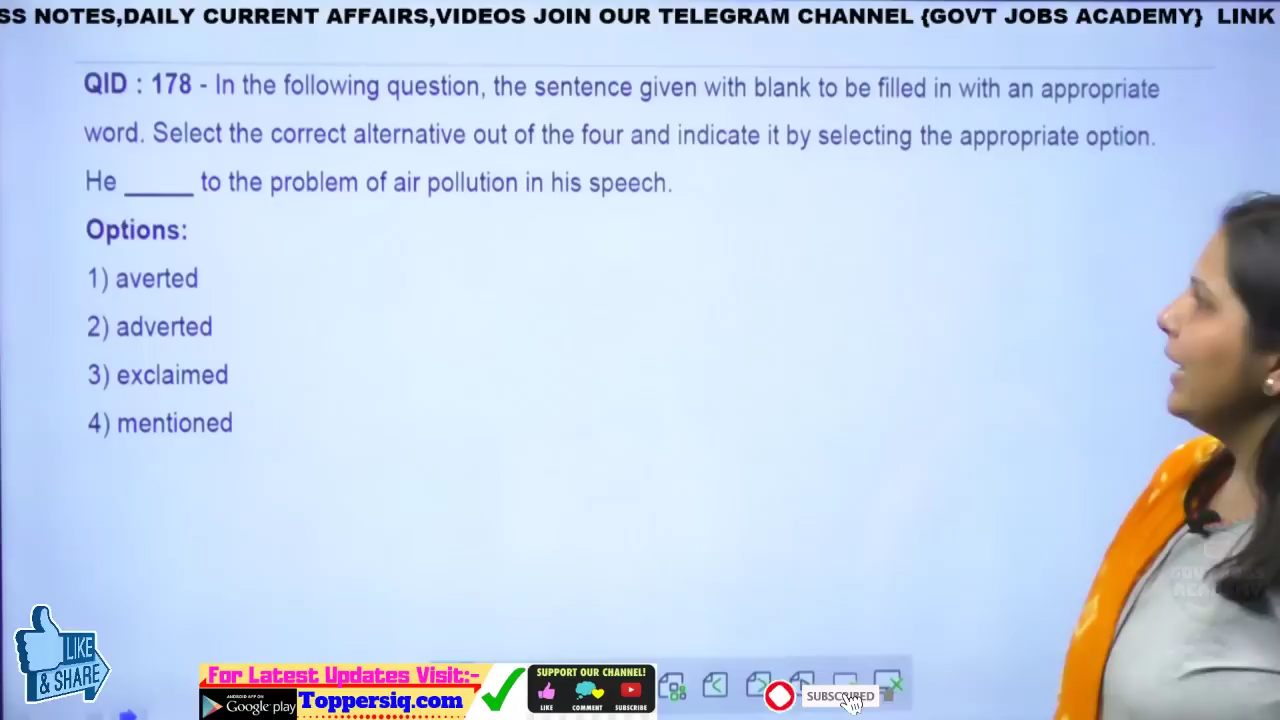 SS NOTES,DAILY CURRENT AFFAIRS,VIDEOS JOIN OUR TELEGRAM CHANNEL {GOVT JOBS ACADEMY}  LINK
QID : 178 - In the following question, the sentence given with blank to be filled in with an appropriate
word. Select the correct alternative out of the four and indicate it by selecting the appropriate option.
He _____ to the problem of air pollution in his speech.
Options:
1) averted
2) adverted
3) exclaimed
4) mentioned
LIKE
& SHARE
For Latest Updates Visit:-
ANDROID APP ON
Google play
Toppersiq.com
SUPPORT OUR CHANNEL!
LIKE COMMENT SUBSCRIBE
SUBSCRIBED